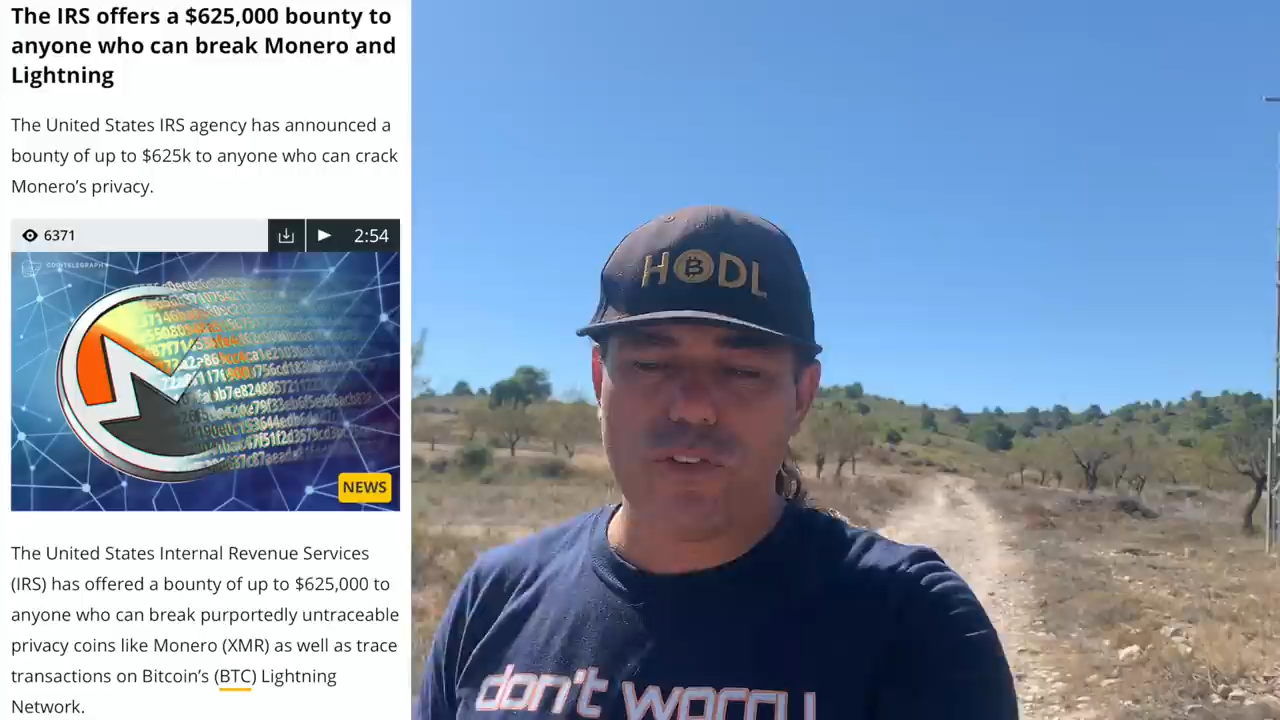 The IRS offers a $625,000 bounty to
anyone who can break Monero and
Lightning
The United States IRS agency has announced a
bounty of up to $625k to anyone who can crack
Monero’s privacy.
6371
2:54
COINTELEGRAPH
NEWS
The United States Internal Revenue Services
(IRS) has offered a bounty of up to $625,000 to
anyone who can break purportedly untraceable
privacy coins like Monero (XMR) as well as trace
transactions on Bitcoin’s (BTC) Lightning
Network.
HODL
don't worry